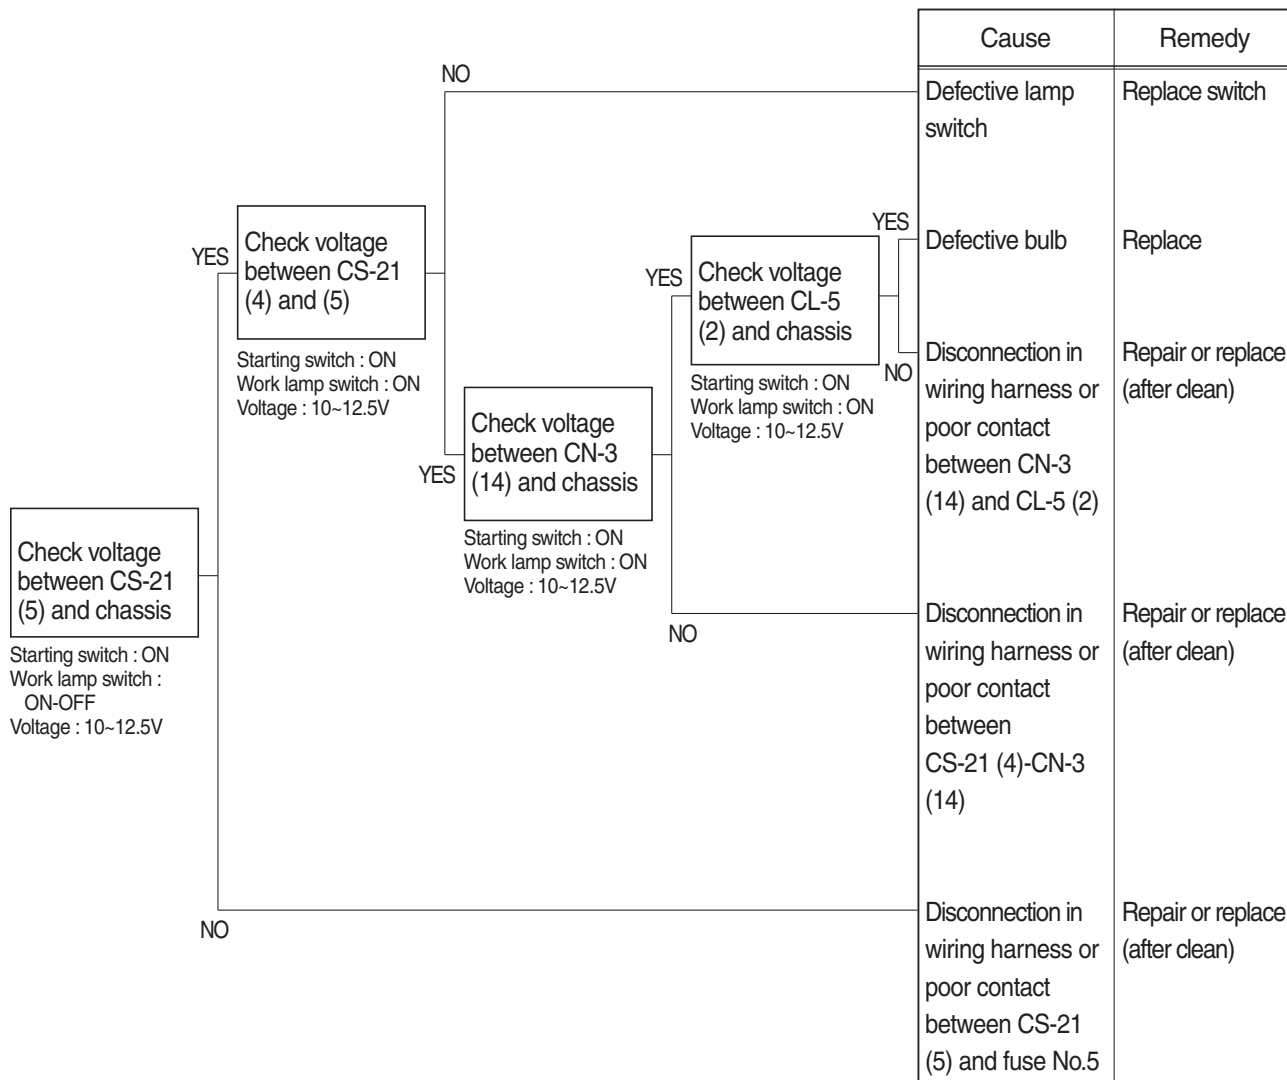 Cause
Remedy
NO
Defective lamp
switch
Replace switch
YES
Check voltage
between CS-21
(4) and (5)
Starting switch : ON
Work lamp switch : ON
Voltage : 10~12.5V
YES
Check voltage
between CL-5
(2) and chassis
Starting switch : ON
Work lamp switch : ON
Voltage : 10~12.5V
YES
Defective bulb
Replace
NO
Disconnection in
wiring harness or
poor contact
between CN-3
(14) and CL-5 (2)
Repair or replace
(after clean)
YES
Check voltage
between CN-3
(14) and chassis
Starting switch : ON
Work lamp switch : ON
Voltage : 10~12.5V
Check voltage
between CS-21
(5) and chassis
Starting switch : ON
Work lamp switch :
ON-OFF
Voltage : 10~12.5V
NO
Disconnection in
wiring harness or
poor contact
between
CS-21 (4)-CN-3
(14)
Repair or replace
(after clean)
NO
Disconnection in
wiring harness or
poor contact
between CS-21
(5) and fuse No.5
Repair or replace
(after clean)